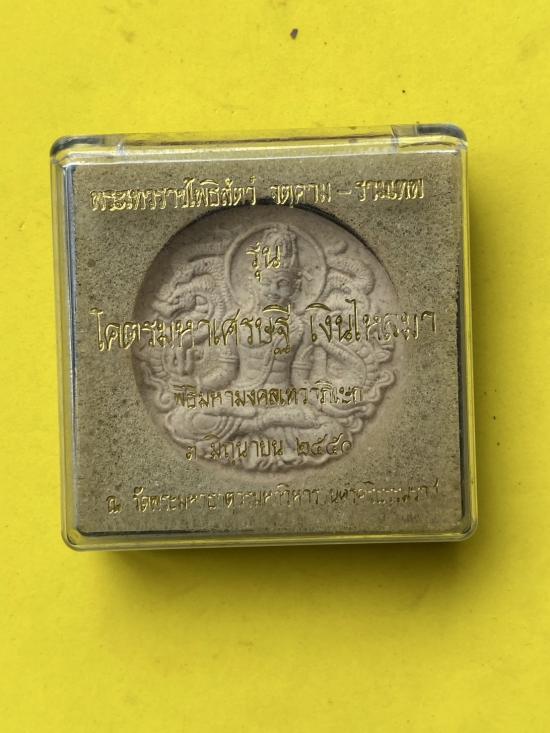 พระเทวราชโพธิสัตว์ จตุคาม - รามเทพ
รุ่น
โคตรมหาเศรษฐี เงินไหลมา
พิธีมหามงคลเทวาภิเษก
๓ มิถุนายน ๒๕๕๐
ณ วัดพระมหาธาตุวรมหาวิหาร นครศรีธรรมราช